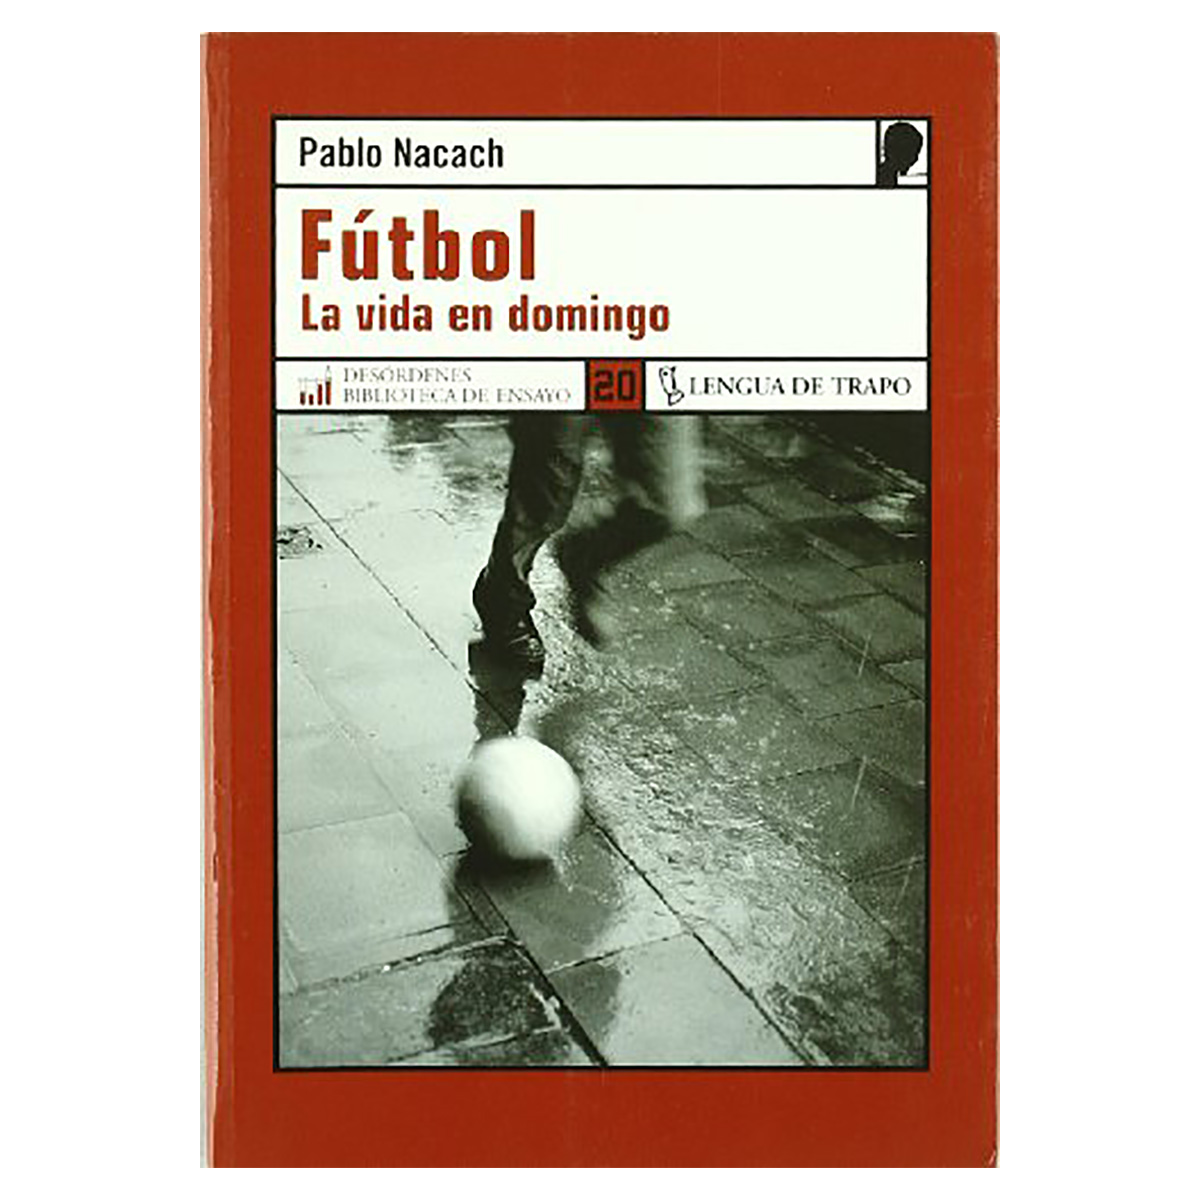 Pablo Nacach
Fútbol
La vida en domingo
DESÓRDENES
BIBLIOTECA DE ENSAYO
20
LENGUA DE TRAPO